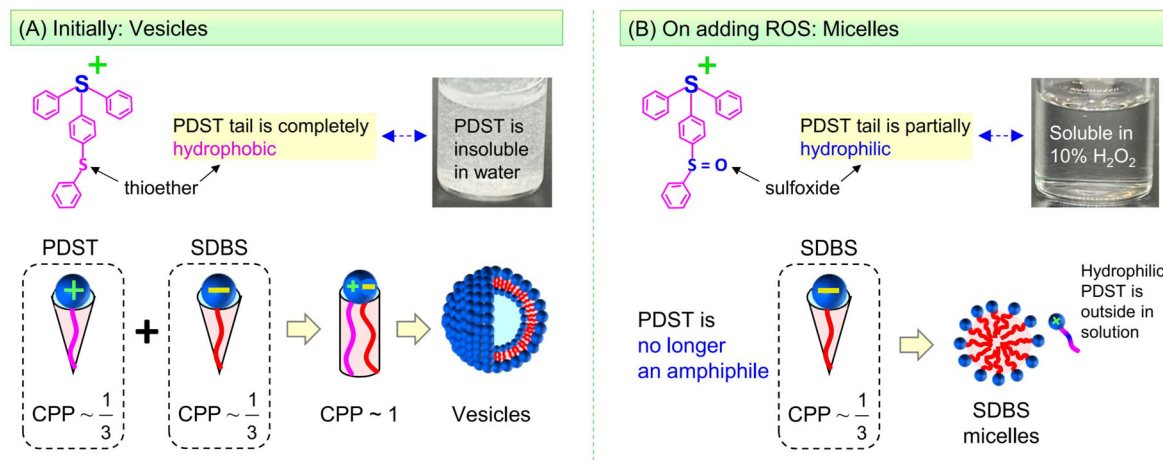 (A) Initially: Vesicles
+
S
PDST tail is completely
hydrophobic
PDST is
insoluble
in water
S
thioether
PDST
SDBS
+
+
−
+−
CPP ~ 1/3
CPP ~ 1/3
CPP ~ 1
Vesicles
(B) On adding ROS: Micelles
+
S
PDST tail is partially
hydrophilic
Soluble in
10% H₂O₂
S = O
sulfoxide
SDBS
PDST is
no longer
an amphiphile
−
CPP ~ 1/3
SDBS
micelles
Hydrophilic
PDST is
outside in
solution
+